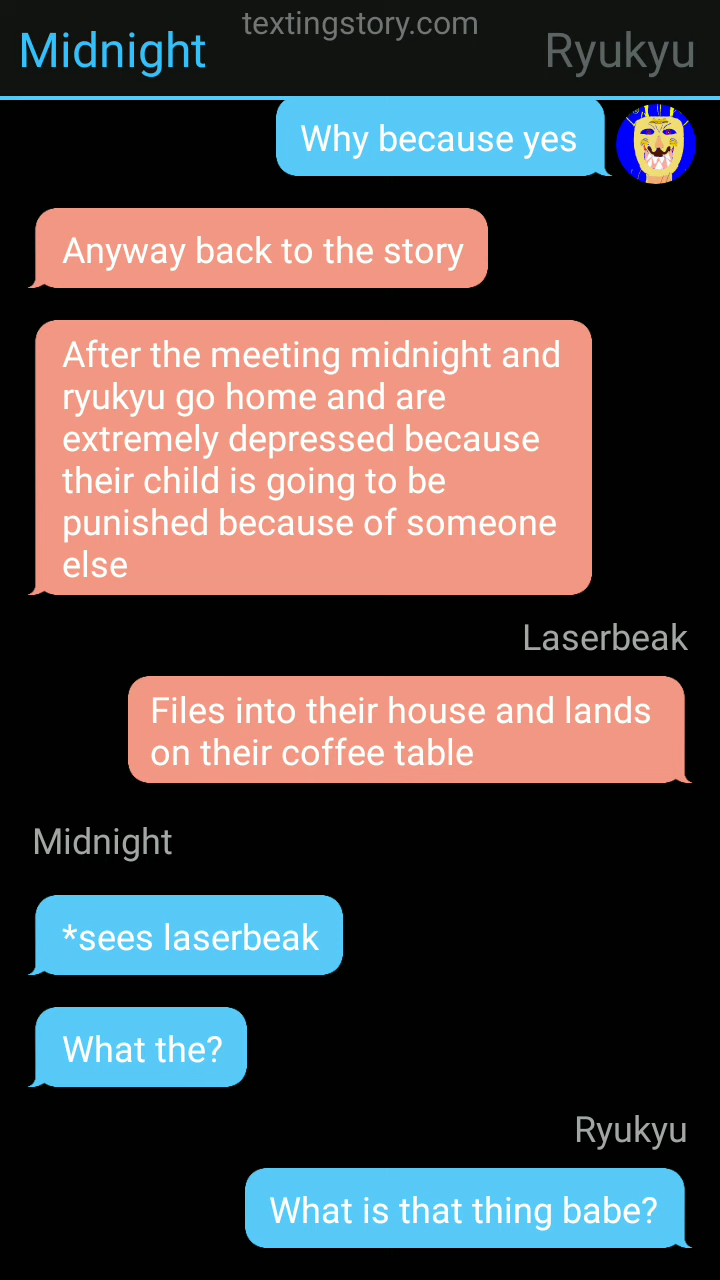 textingstory.com
Midnight
Ryukyu
Why because yes
Anyway back to the story
After the meeting midnight and
ryukyu go home and are
extremely depressed because
their child is going to be
punished because of someone
else
Laserbeak
Files into their house and lands
on their coffee table
Midnight
*sees laserbeak
What the?
Ryukyu
What is that thing babe?